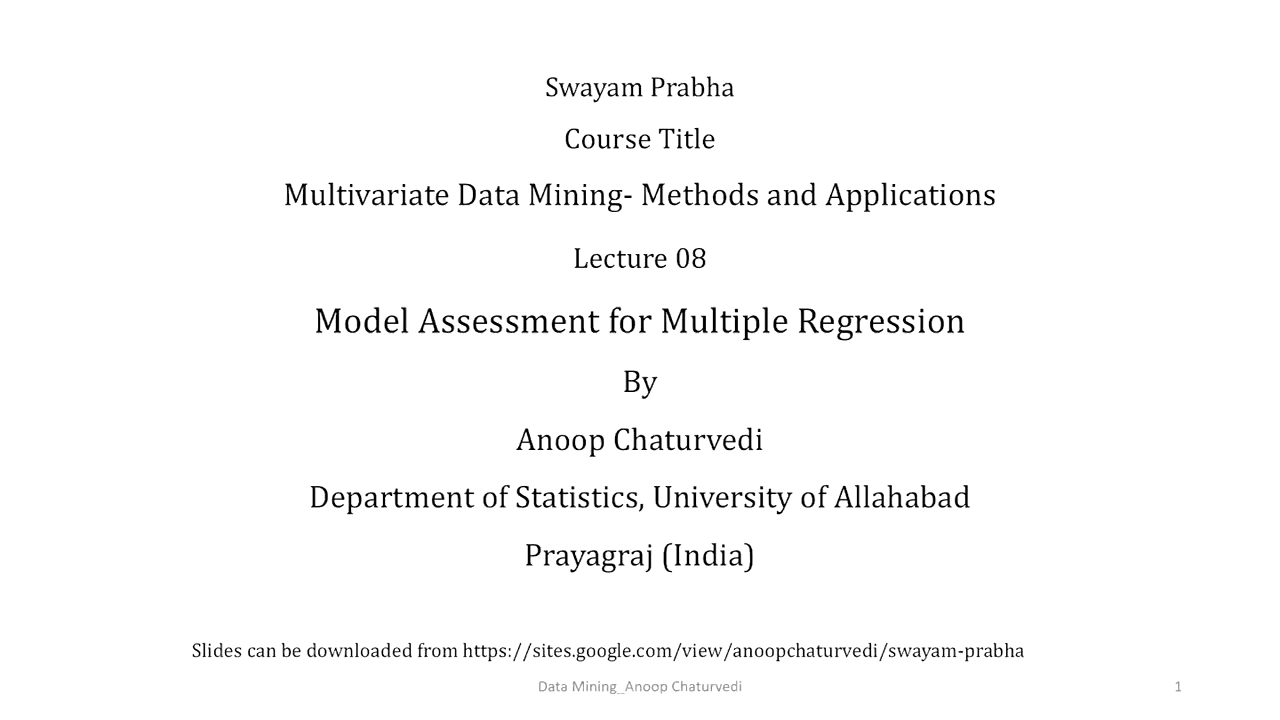 Swayam Prabha
Course Title
Multivariate Data Mining- Methods and Applications
Lecture 08
Model Assessment for Multiple Regression
By
Anoop Chaturvedi
Department of Statistics, University of Allahabad
Prayagraj (India)
Slides can be downloaded from https://sites.google.com/view/anoopchaturvedi/swayam-prabha
Data Mining_Anoop Chaturvedi
1